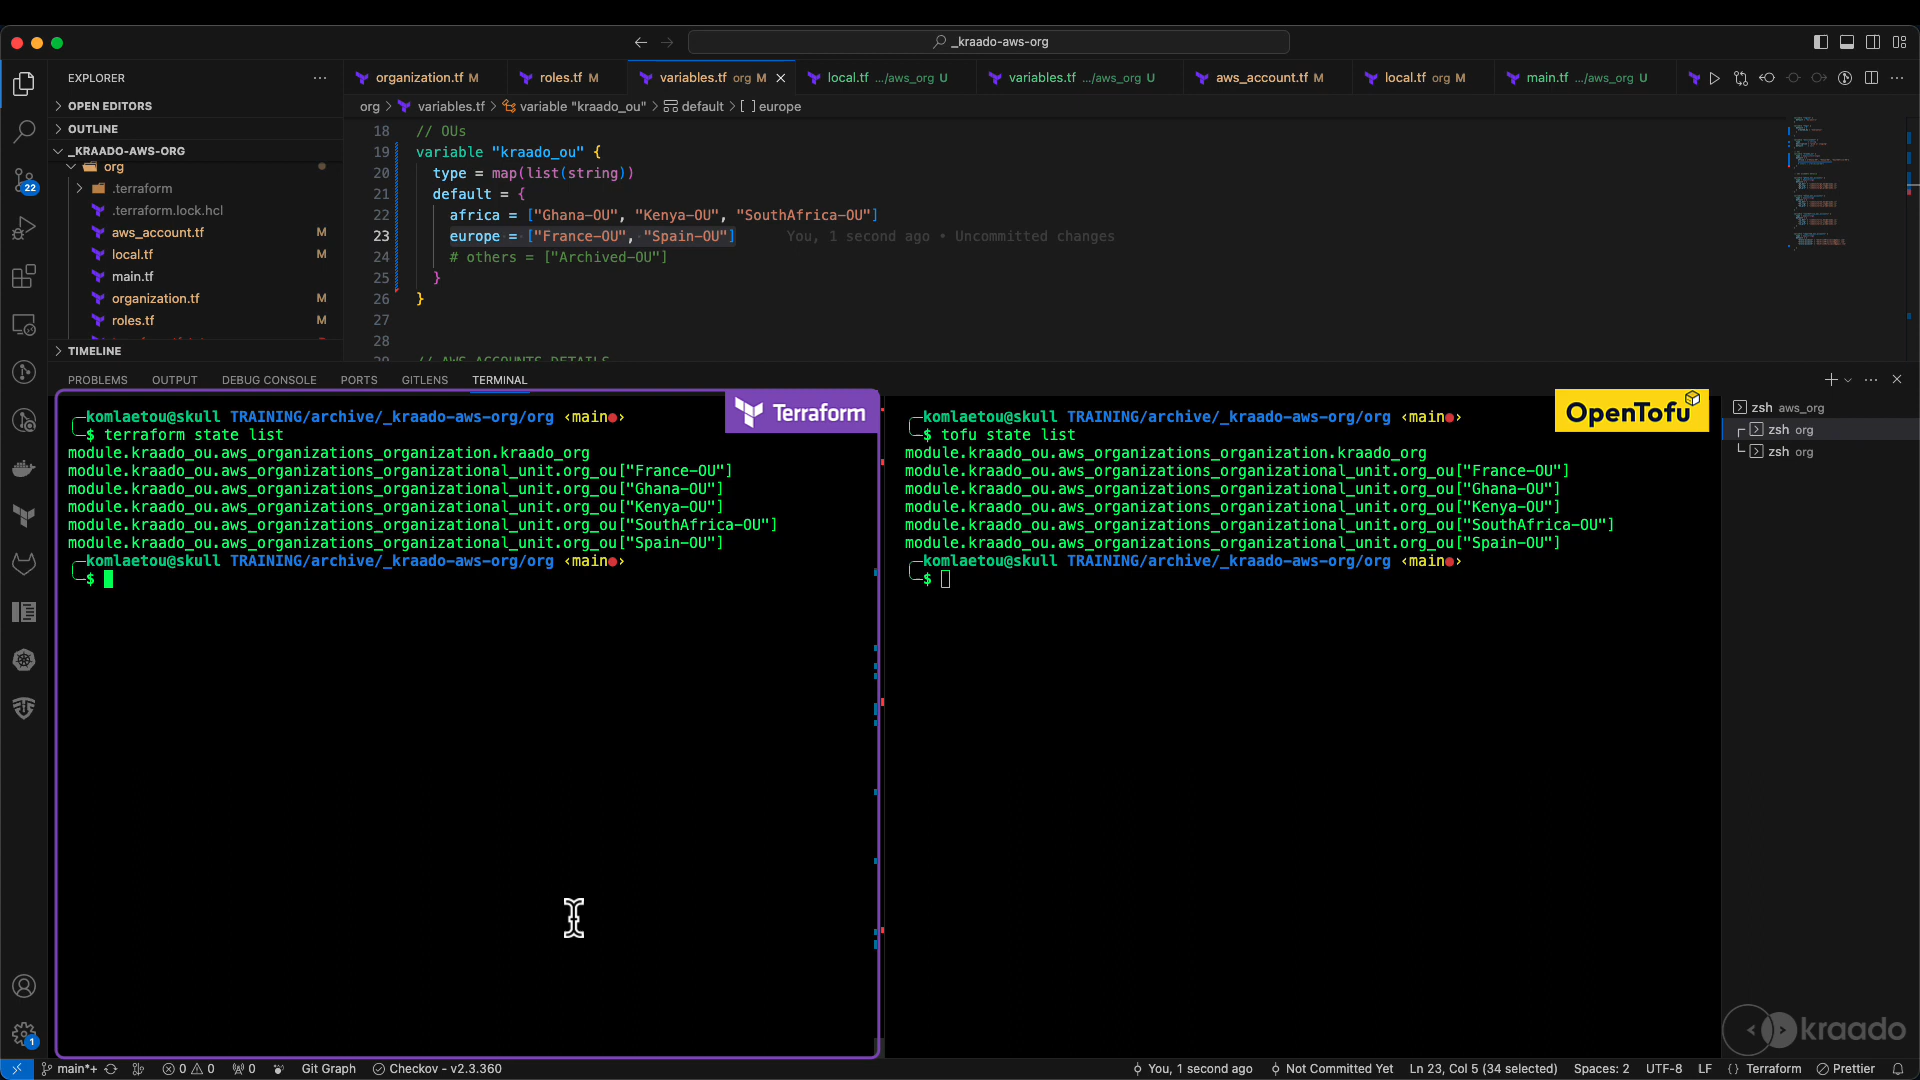 _kraado-aws-org
EXPLORER
organization.tf M
roles.tf M
variables.tf org M
local.tf .../aws_org U
variables.tf .../aws_org U
aws_account.tf M
local.tf org M
main.tf .../aws_org U
OPEN EDITORS
OUTLINE
_KRAADO-AWS-ORG
org
.terraform
.terraform.lock.hcl
aws_account.tf M
local.tf M
main.tf
organization.tf M
roles.tf M
TIMELINE
22
org > variables.tf > variable "kraado_ou" > default > [ ] europe
18 // OUs
19 variable "kraado_ou" {
20 type = map(list(string))
21 default = {
22 africa = ["Ghana-OU", "Kenya-OU", "SouthAfrica-OU"]
23 europe = ["France-OU", "Spain-OU"] You, 1 second ago • Uncommitted changes
24 # others = ["Archived-OU"]
25 }
26 }
27
28
29 // AWS ACCOUNTS DETAILS
PROBLEMS OUTPUT DEBUG CONSOLE PORTS GITLENS TERMINAL
Terraform
komlaetou@skull TRAINING/archive/_kraado-aws-org/org ‹main●›
$ terraform state list
module.kraado_ou.aws_organizations_organization.kraado_org
module.kraado_ou.aws_organizations_organizational_unit.org_ou["France-OU"]
module.kraado_ou.aws_organizations_organizational_unit.org_ou["Ghana-OU"]
module.kraado_ou.aws_organizations_organizational_unit.org_ou["Kenya-OU"]
module.kraado_ou.aws_organizations_organizational_unit.org_ou["SouthAfrica-OU"]
module.kraado_ou.aws_organizations_organizational_unit.org_ou["Spain-OU"]
komlaetou@skull TRAINING/archive/_kraado-aws-org/org ‹main●›
$
OpenTofu
komlaetou@skull TRAINING/archive/_kraado-aws-org/org ‹main●›
$ tofu state list
module.kraado_ou.aws_organizations_organization.kraado_org
module.kraado_ou.aws_organizations_organizational_unit.org_ou["France-OU"]
module.kraado_ou.aws_organizations_organizational_unit.org_ou["Ghana-OU"]
module.kraado_ou.aws_organizations_organizational_unit.org_ou["Kenya-OU"]
module.kraado_ou.aws_organizations_organizational_unit.org_ou["SouthAfrica-OU"]
module.kraado_ou.aws_organizations_organizational_unit.org_ou["Spain-OU"]
komlaetou@skull TRAINING/archive/_kraado-aws-org/org ‹main●›
$
zsh aws_org
zsh org
zsh org
kraado
1
main*+ 0 0 0 Git Graph Checkov - v2.3.360 You, 1 second ago Not Committed Yet Ln 23, Col 5 (34 selected) Spaces: 2 UTF-8 LF { } Terraform Prettier